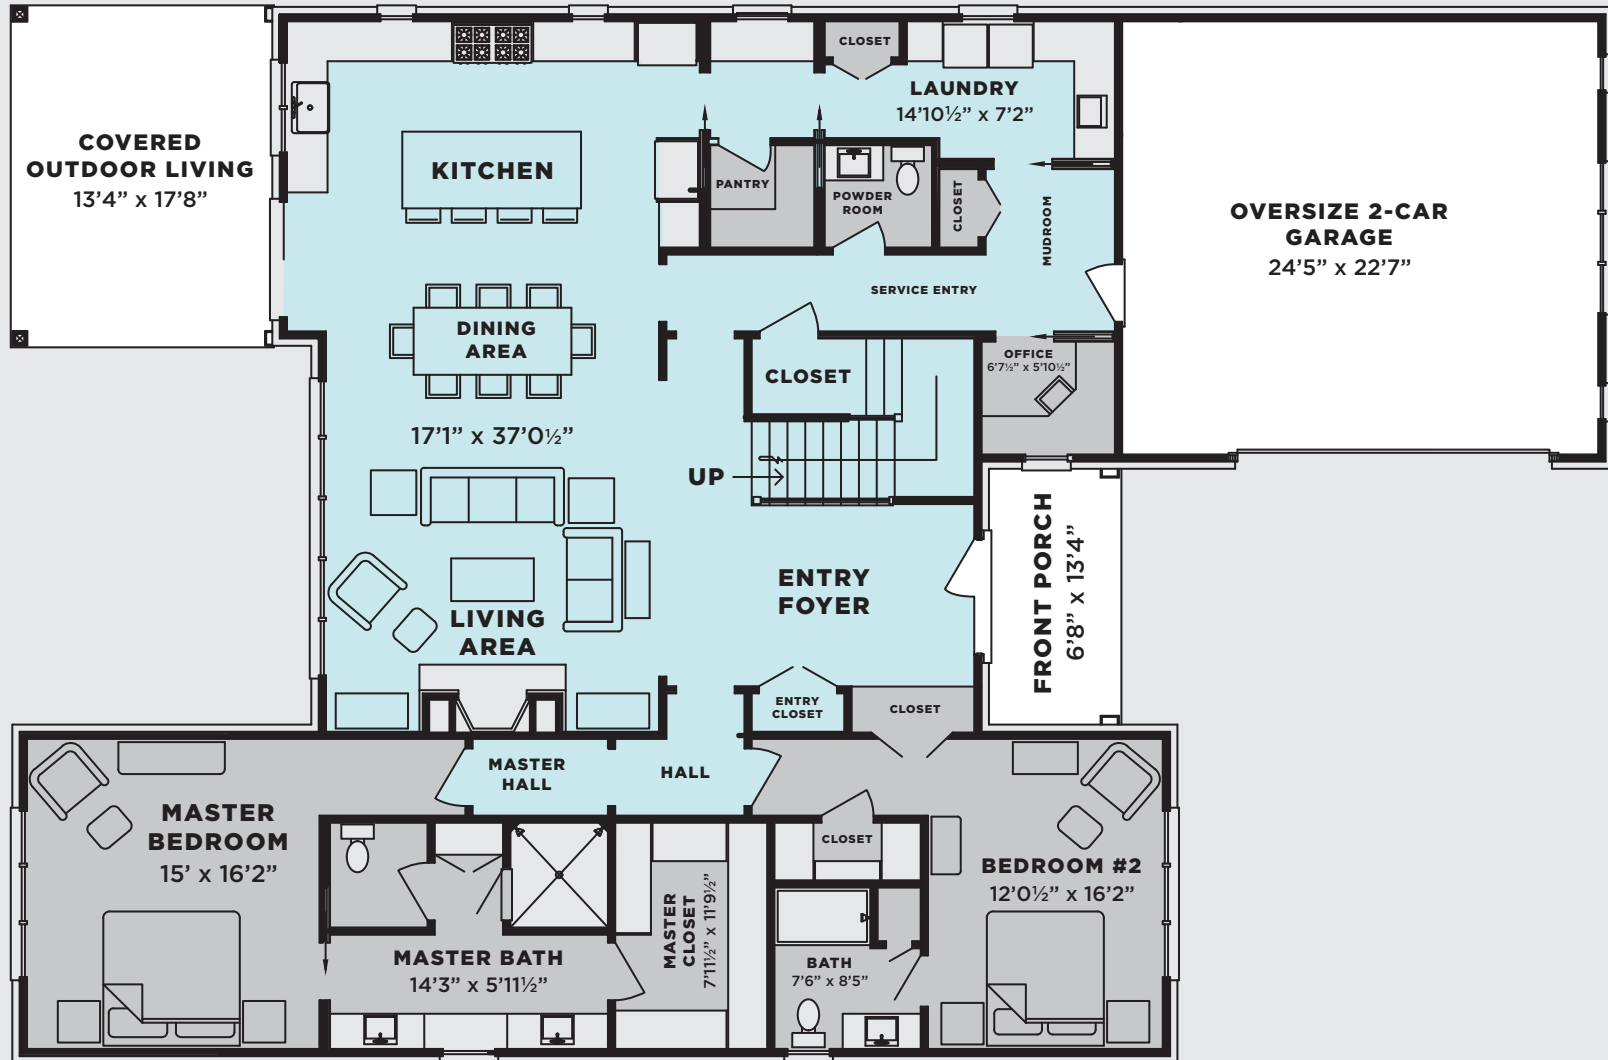 COVERED
OUTDOOR LIVING
13'4” x 17'8”
KITCHEN
CLOSET
LAUNDRY
14'10½” x 7'2”
PANTRY
POWDER
ROOM
CLOSET
MUDROOM
SERVICE ENTRY
OVERSIZE 2-CAR
GARAGE
24'5” x 22'7”
DINING
AREA
17'1” x 37'0½”
CLOSET
OFFICE
6'7½” x 5'10½”
UP
LIVING
AREA
ENTRY
FOYER
FRONT PORCH
6'8” x 13'4”
ENTRY
CLOSET
CLOSET
MASTER
HALL
HALL
MASTER
BEDROOM
15' x 16'2”
CLOSET
BEDROOM #2
12'0½” x 16'2”
MASTER
CLOSET
7'11½” x 11'9½”
MASTER BATH
14'3” x 5'11½”
BATH
7'6” x 8'5”